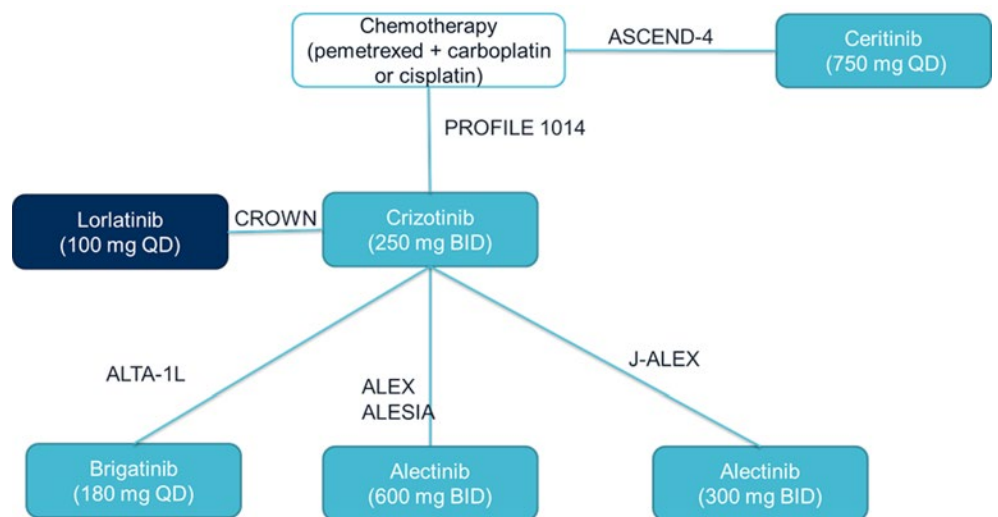 Chemotherapy
(pemetrexed + carboplatin
or cisplatin)
ASCEND-4
Ceritinib
(750 mg QD)
PROFILE 1014
Lorlatinib
(100 mg QD)
CROWN
Crizotinib
(250 mg BID)
ALTA-1L
ALEX
ALESIA
J-ALEX
Brigatinib
(180 mg QD)
Alectinib
(600 mg BID)
Alectinib
(300 mg BID)